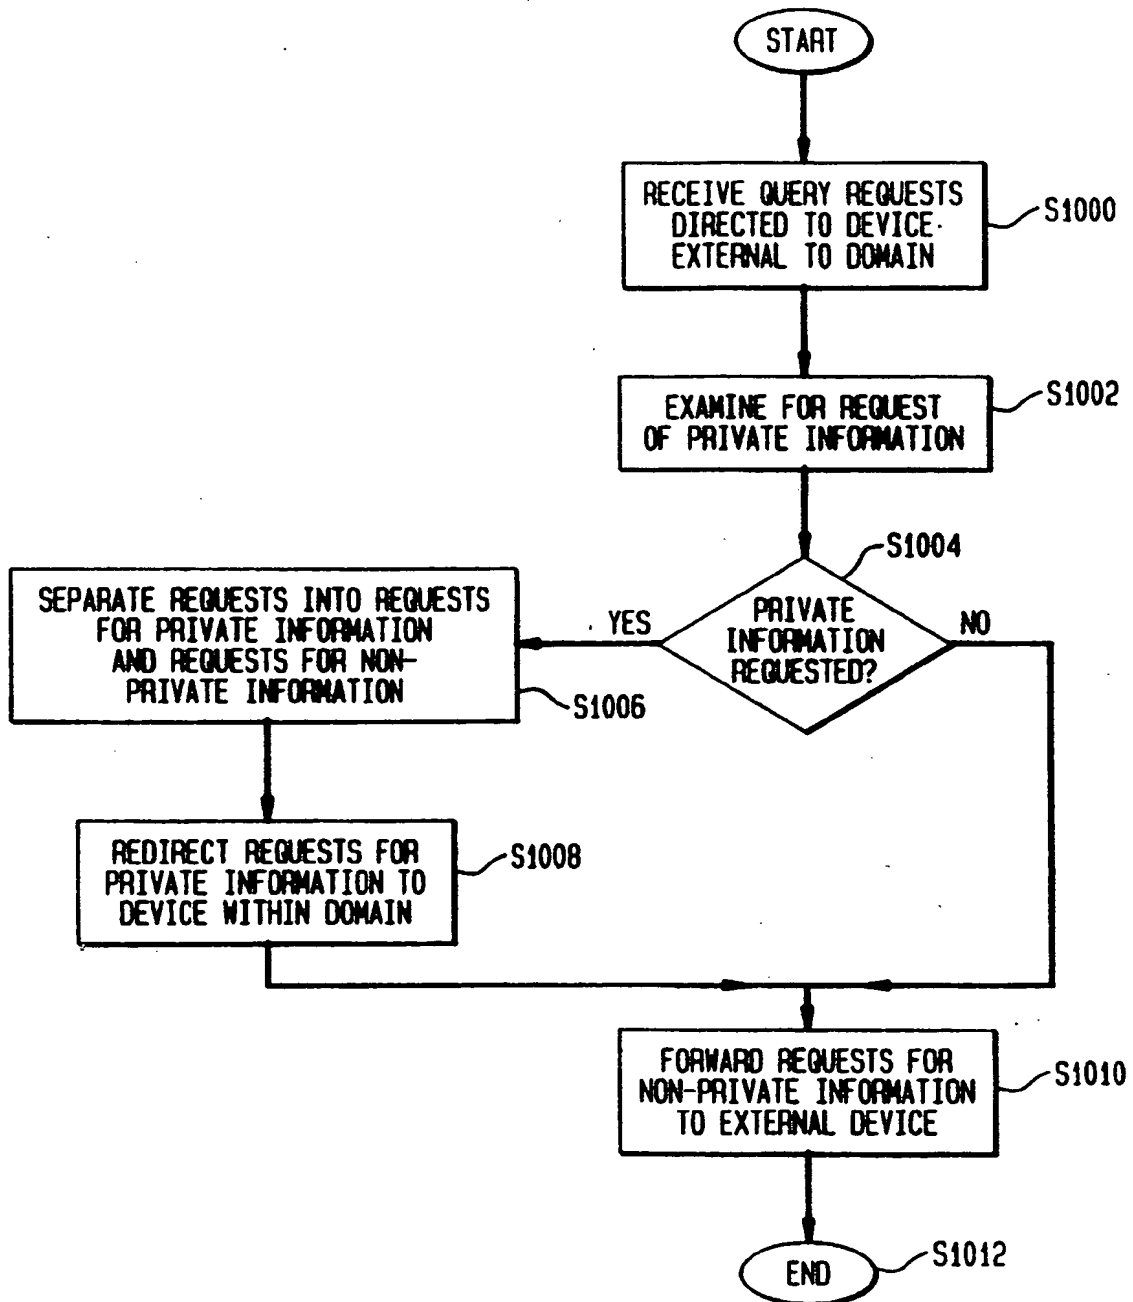 START
RECEIVE QUERY REQUESTS
DIRECTED TO DEVICE
EXTERNAL TO DOMAIN
S1000
EXAMINE FOR REQUEST
OF PRIVATE INFORMATION
S1002
S1004
PRIVATE
INFORMATION
REQUESTED?
YES
NO
SEPARATE REQUESTS INTO REQUESTS
FOR PRIVATE INFORMATION
AND REQUESTS FOR NON-
PRIVATE INFORMATION
S1006
REDIRECT REQUESTS FOR
PRIVATE INFORMATION TO
DEVICE WITHIN DOMAIN
S1008
FORWARD REQUESTS FOR
NON-PRIVATE INFORMATION
TO EXTERNAL DEVICE
S1010
END
S1012